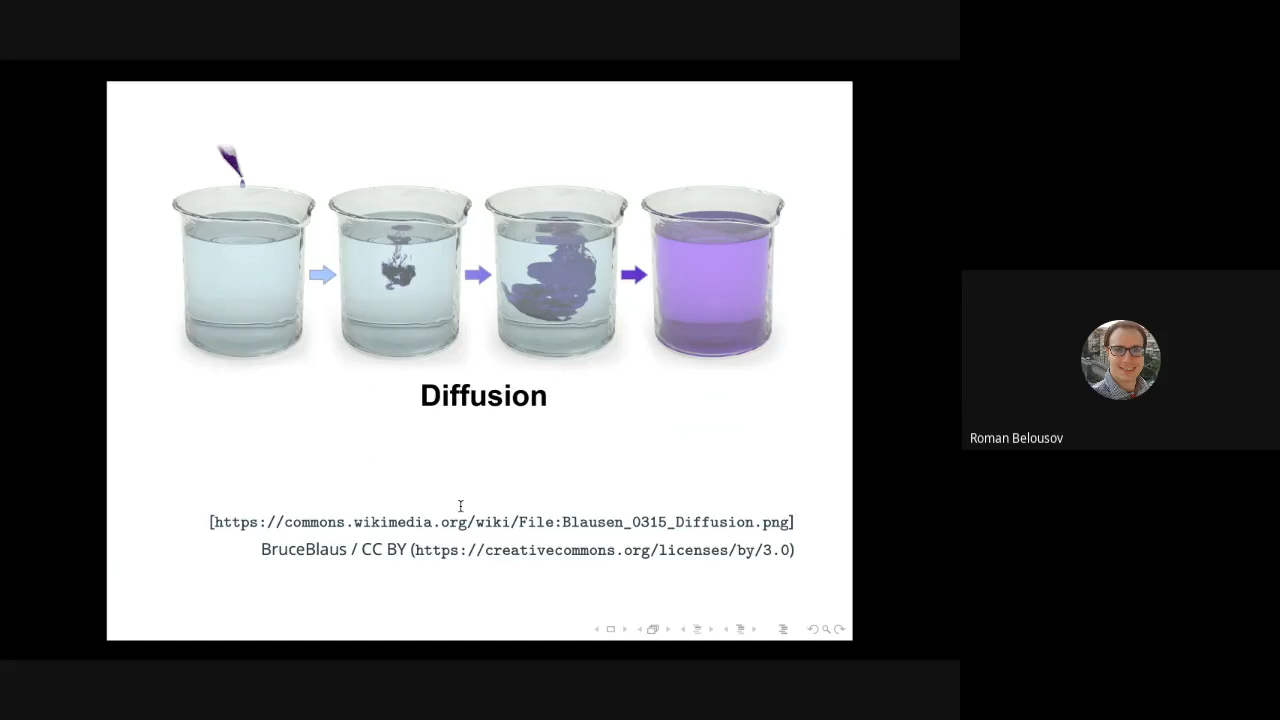 Diffusion
[https://commons.wikimedia.org/wiki/File:Blausen_0315_Diffusion.png]
BruceBlaus / CC BY (https://creativecommons.org/licenses/by/3.0)
Roman Belousov